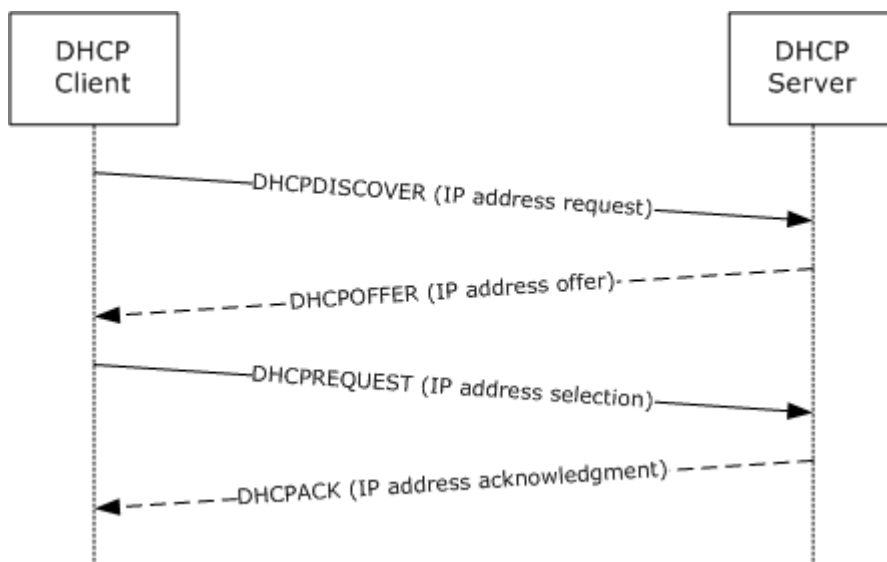 DHCP
Client
DHCP
Server
DHCPDISCOVER (IP address request)
DHCPOFFER (IP address offer)
DHCPREQUEST (IP address selection)
DHCPACK (IP address acknowledgment)